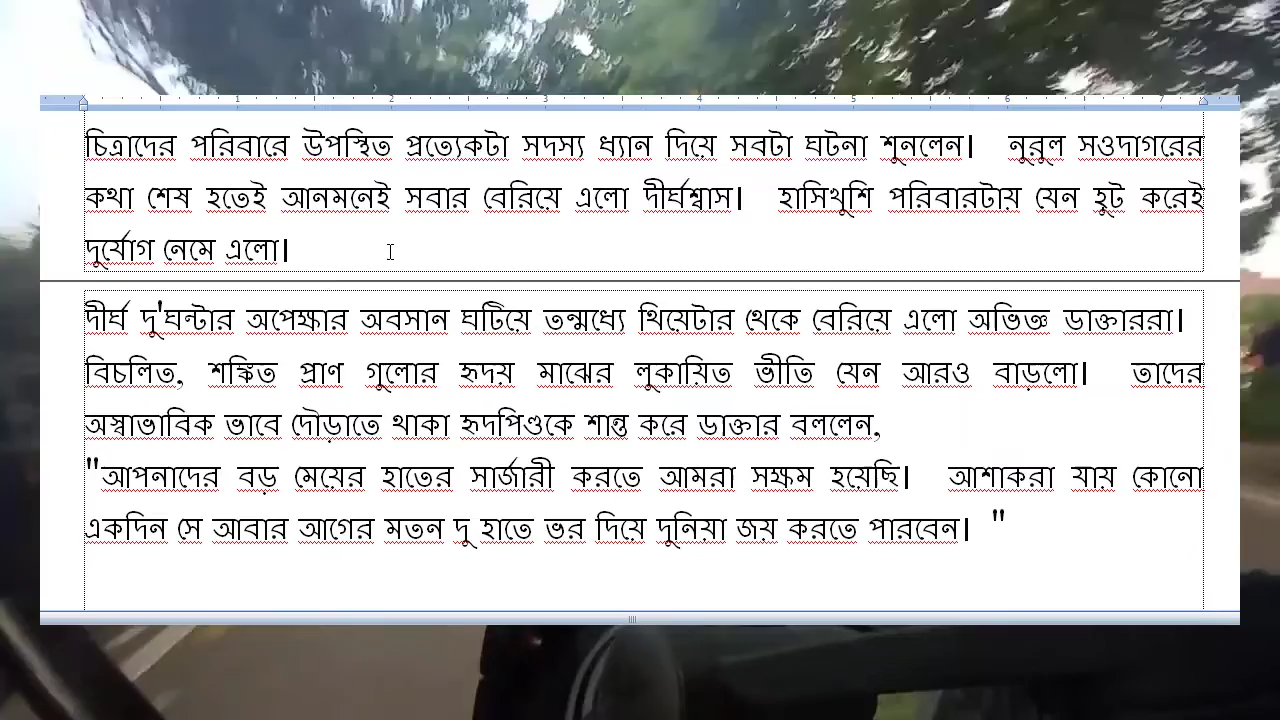 চিত্রাদের পরিবারে উপস্থিত প্রত্যেকটা সদস্য ধ্যান দিয়ে সবটা ঘটনা শুনলেন। নুরুল সওদাগরের
কথা শেষ হতেই আনমনেই সবার বেরিয়ে এলো দীর্ঘশ্বাস। হাসিখুশি পরিবারটায় যেন হুট করেই
দুর্যোগ নেমে এলো।
দীর্ঘ দু'ঘন্টার অপেক্ষার অবসান ঘটিয়ে তন্মধ্যে থিয়েটার থেকে বেরিয়ে এলো অভিজ্ঞ ডাক্তাররা।
বিচলিত, শঙ্কিত প্রাণ গুলোর হৃদয় মাঝের লুকায়িত ভীতি যেন আরও বাড়লো। তাদের
অস্বাভাবিক ভাবে দৌড়াতে থাকা হৃদপিণ্ডকে শান্ত করে ডাক্তার বললেন,
"আপনাদের বড় মেয়ের হাতের সার্জারী করতে আমরা সক্ষম হয়েছি। আশাকরা যায় কোনো
একদিন সে আবার আগের মতন দু হাতে ভর দিয়ে দুনিয়া জয় করতে পারবেন। "